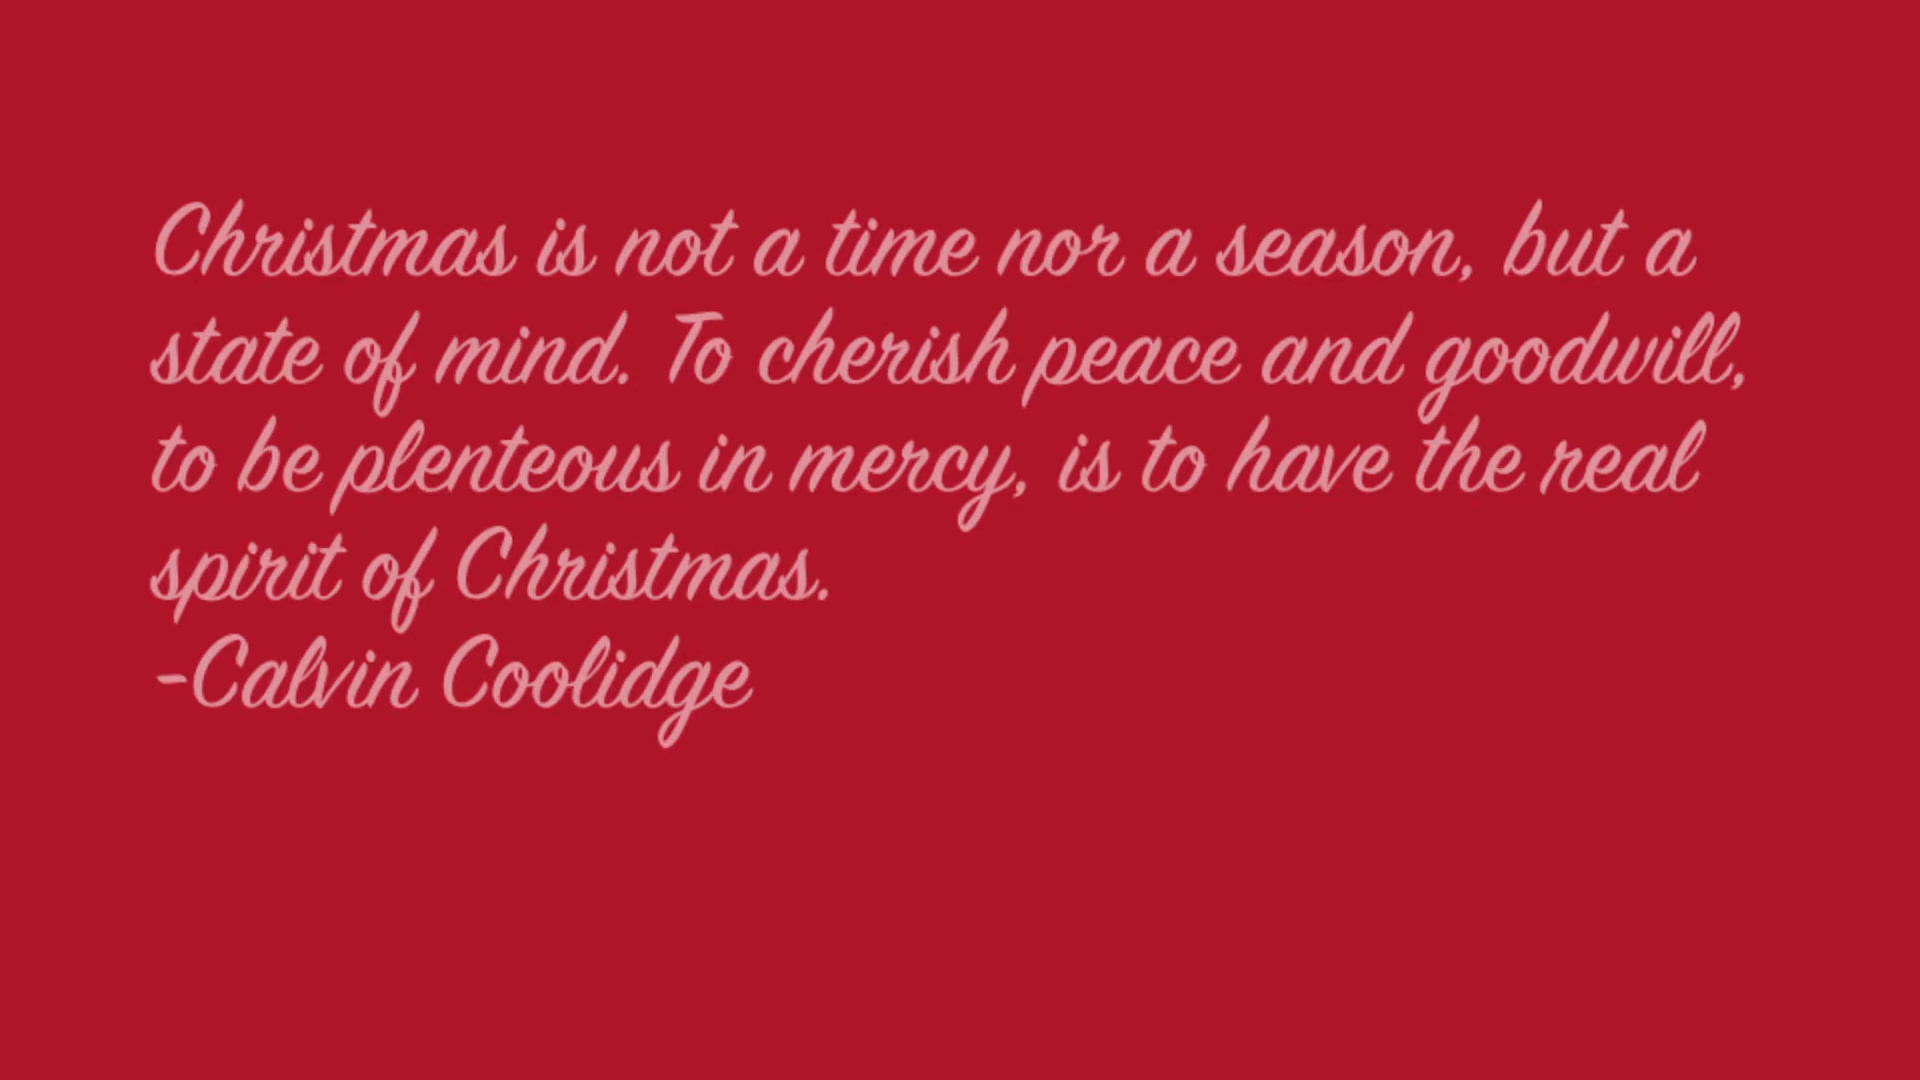 Christmas is not a time nor a season, but a
state of mind. To cherish peace and goodwill,
to be plenteous in mercy, is to have the real
spirit of Christmas.
-Calvin Coolidge